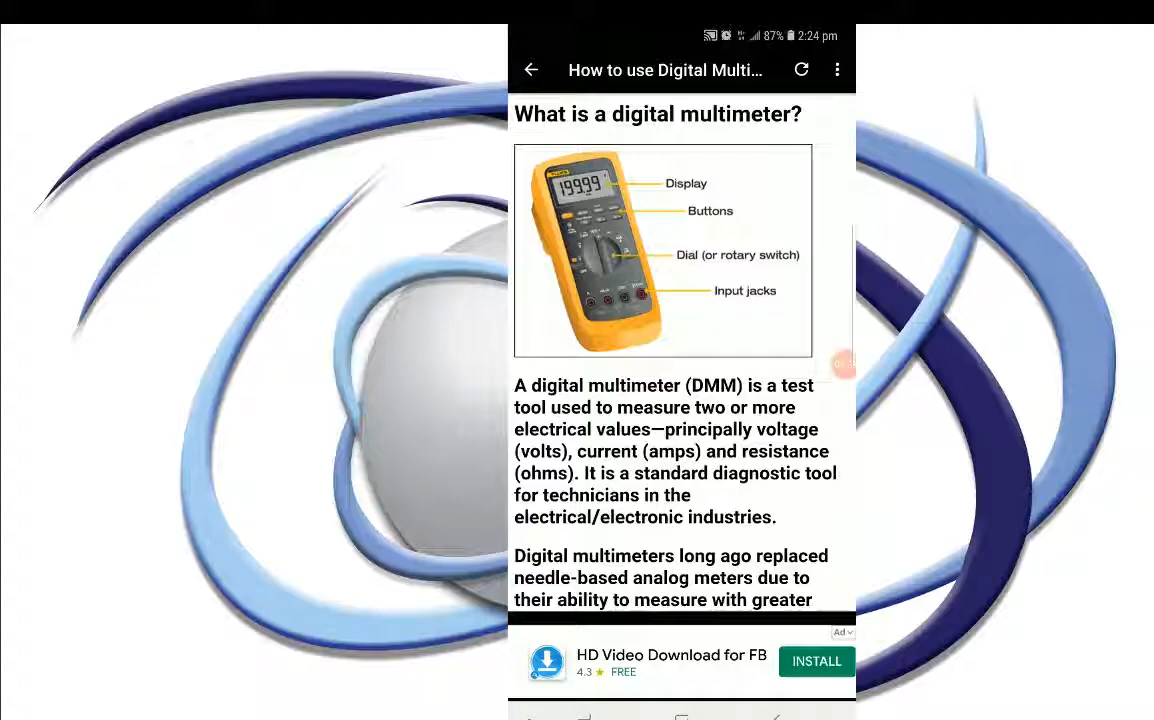 87% 2:24 pm
How to use Digital Multi...
What is a digital multimeter?
FLUKE
199.99
Display
Buttons
Dial (or rotary switch)
Input jacks
A digital multimeter (DMM) is a test
tool used to measure two or more
electrical values—principally voltage
(volts), current (amps) and resistance
(ohms). It is a standard diagnostic tool
for technicians in the
electrical/electronic industries.
Digital multimeters long ago replaced
needle-based analog meters due to
their ability to measure with greater
Ad
HD Video Download for FB
4.3 ★ FREE
INSTALL